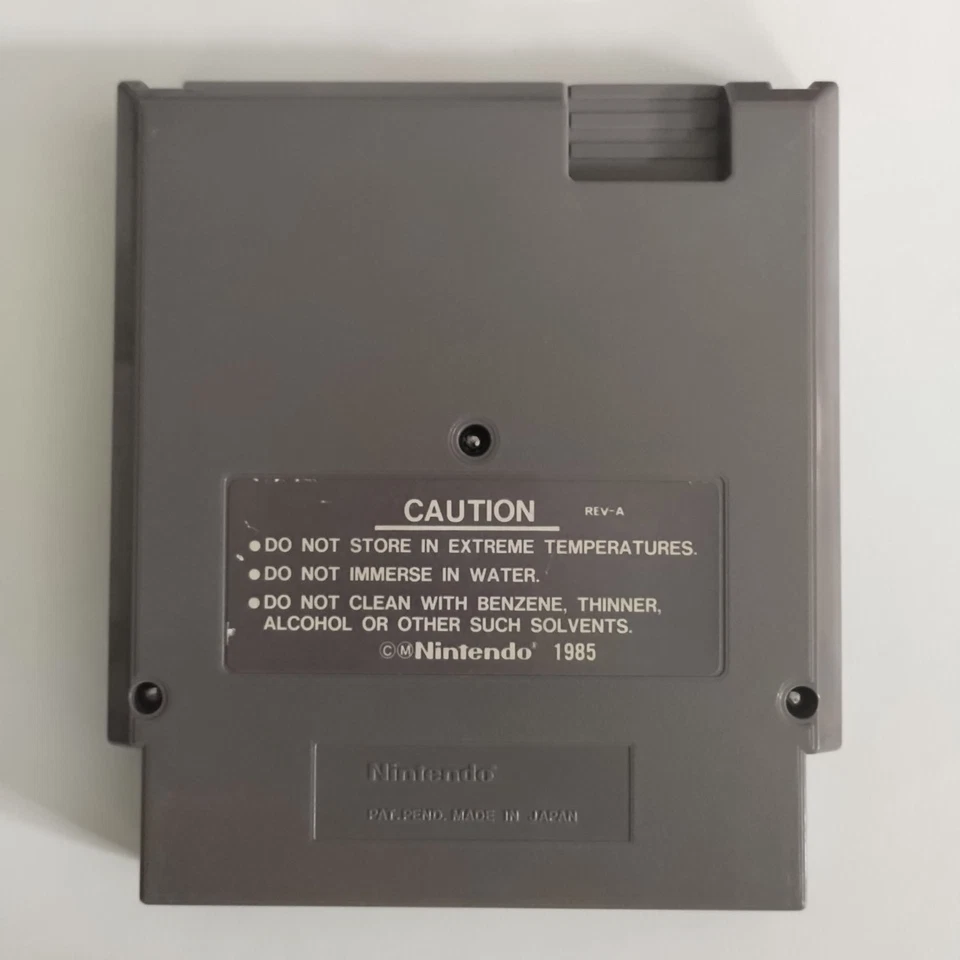 CAUTION REV-A
●DO NOT STORE IN EXTREME TEMPERATURES.
●DO NOT IMMERSE IN WATER.
●DO NOT CLEAN WITH BENZENE, THINNER,
ALCOHOL OR OTHER SUCH SOLVENTS.
©ⓂNintendo® 1985
Nintendo®
PAT. PEND. MADE IN JAPAN